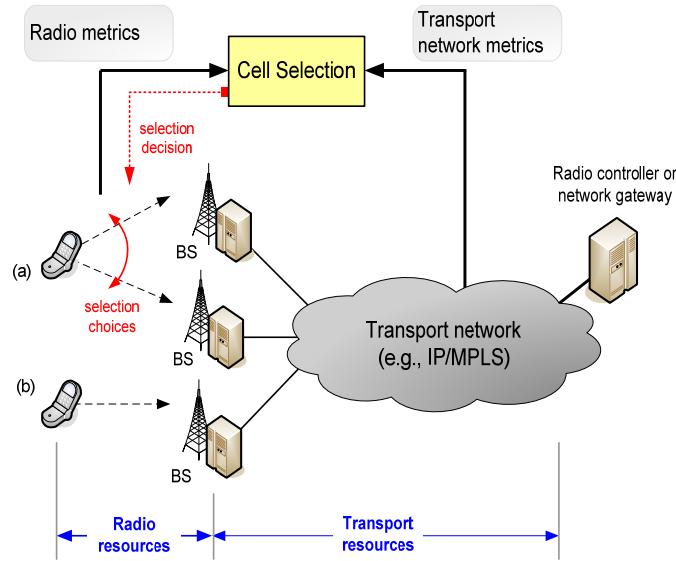 Radio metrics
Transport
network metrics
Cell Selection
selection
decision
Radio controller or
network gateway
BS
(a)
selection
choices
Transport network
(e.g., IP/MPLS)
BS
(b)
BS
Radio
resources
Transport
resources